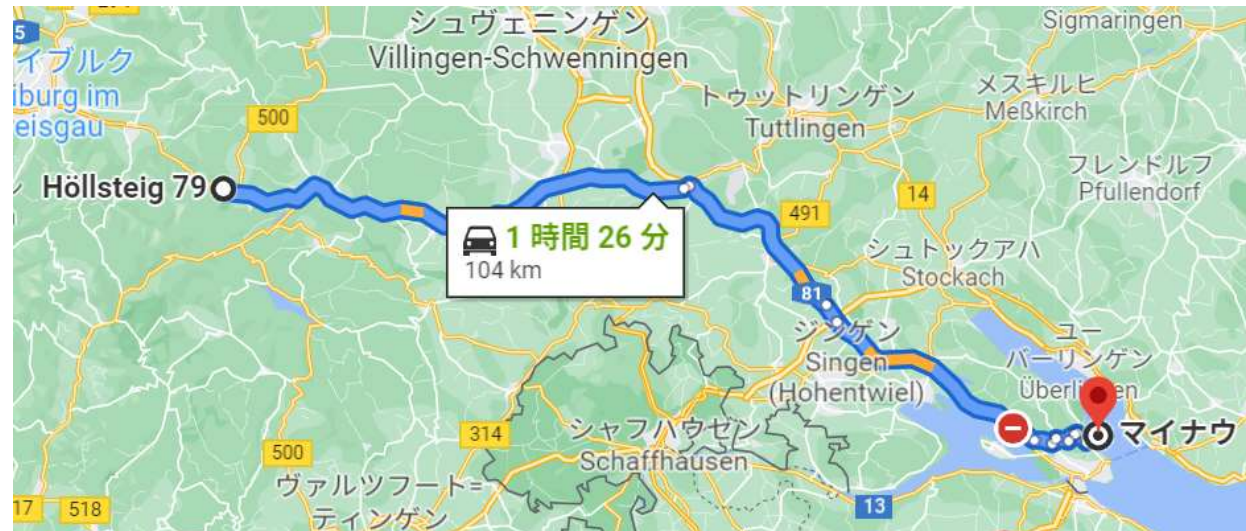 シュヴェニンゲン
Villingen-Schwenningen
Sigmaringen
5
イブルク
iburg im
eisgau
500
トゥットリンゲン
Tuttlingen
メスキルヒ
Meßkirch
Höllsteig 79
フレンドルフ
Pfullendorf
491
14
1 時間 26 分
104 km
シュトックアハ
Stockach
81
ジンゲン
Singen
(Hohentwiel)
ユー
バーリンゲン
マイナウ
314
シャフハウゼン
Schaffhausen
500
ヴァルツフート=
ティンゲン
13
17
518